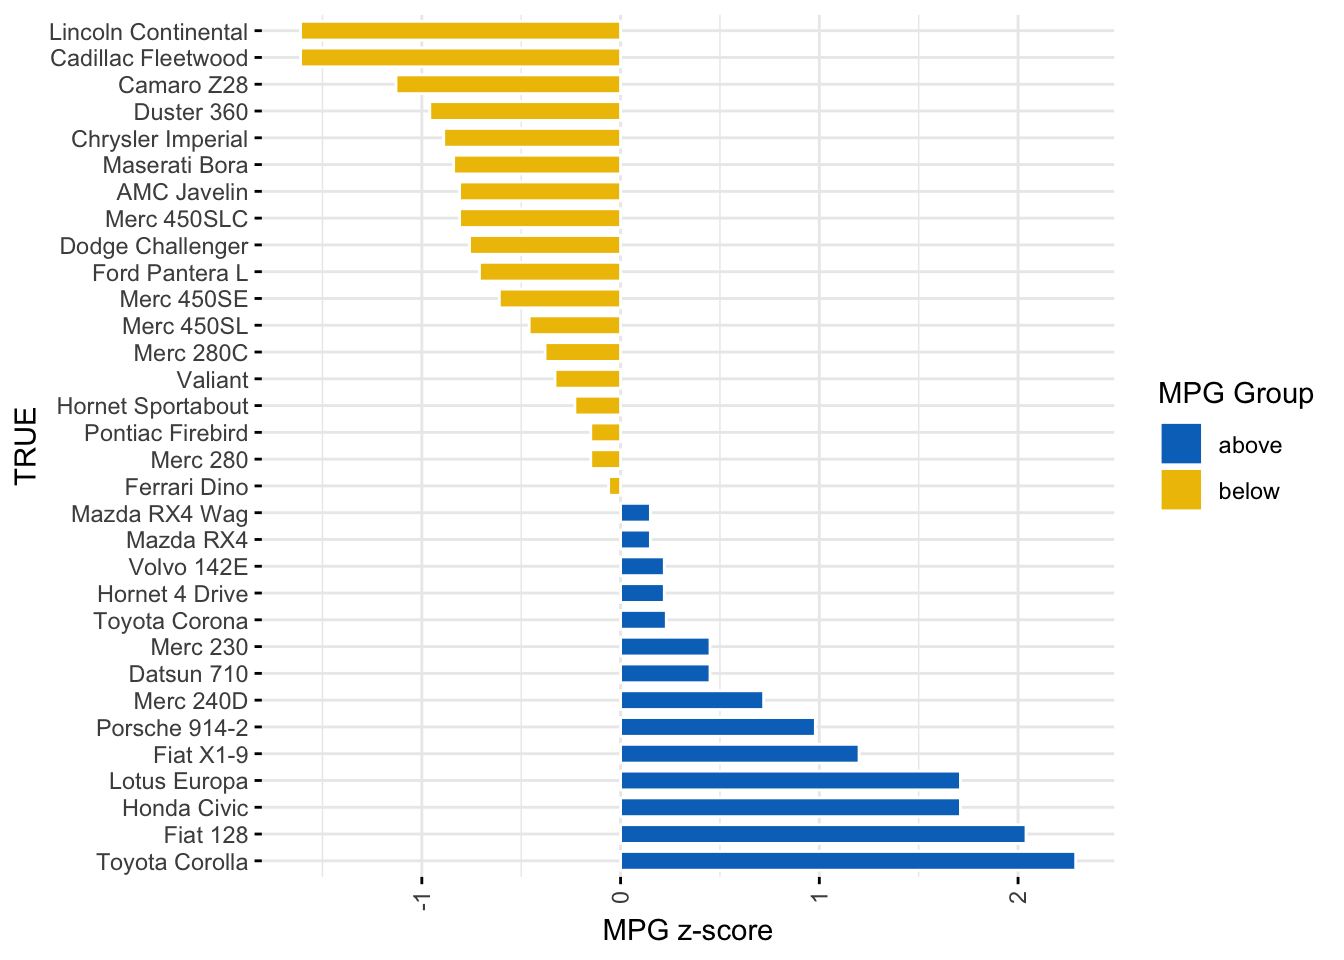 Lincoln Continental
Cadillac Fleetwood
Camaro Z28
Duster 360
Chrysler Imperial
Maserati Bora
AMC Javelin
Merc 450SLC
Dodge Challenger
Ford Pantera L
Merc 450SE
Merc 450SL
Merc 280C
Valiant
Hornet Sportabout
Pontiac Firebird
Merc 280
Ferrari Dino
Mazda RX4 Wag
Mazda RX4
Volvo 142E
Hornet 4 Drive
Toyota Corona
Merc 230
Datsun 710
Merc 240D
Porsche 914-2
Fiat X1-9
Lotus Europa
Honda Civic
Fiat 128
Toyota Corolla
TRUE
-1 0 1 2
MPG z-score
MPG Group
above
below